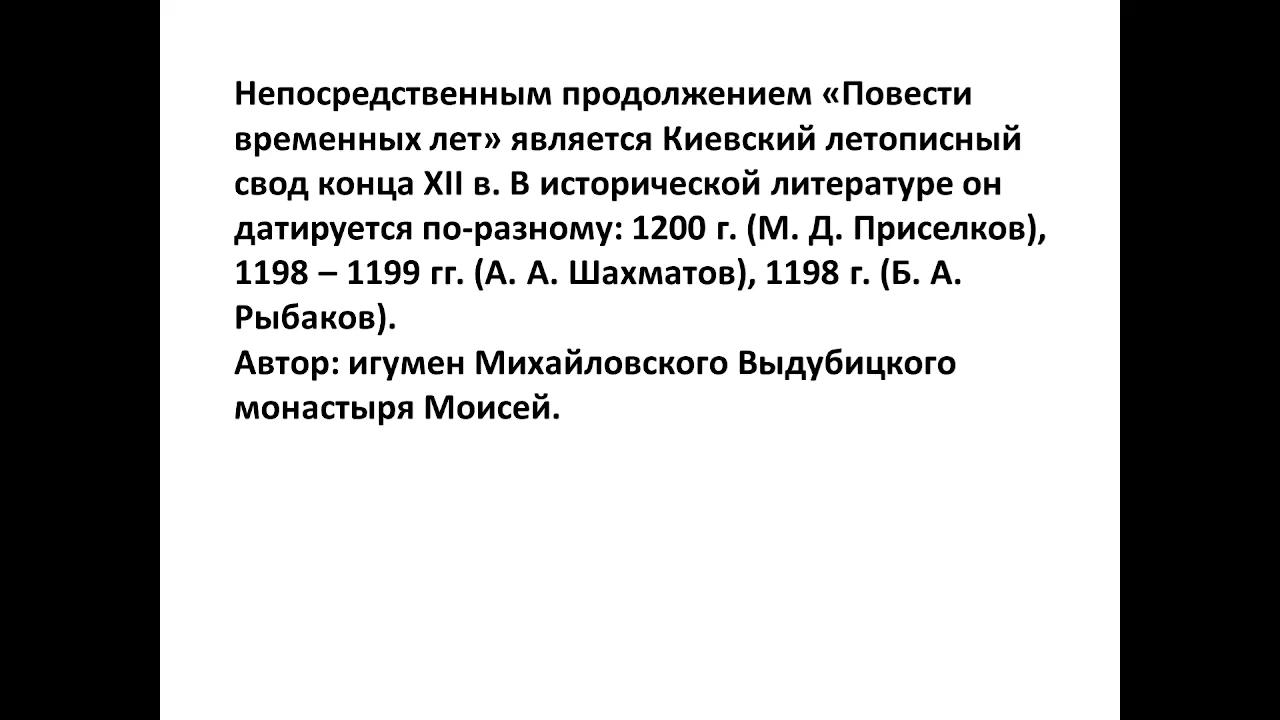 Непосредственным продолжением «Повести
временных лет» является Киевский летописный
свод конца XII в. В исторической литературе он
датируется по-разному: 1200 г. (М. Д. Приселков),
1198 – 1199 гг. (А. А. Шахматов), 1198 г. (Б. А.
Рыбаков).
Автор: игумен Михайловского Выдубицкого
монастыря Моисей.